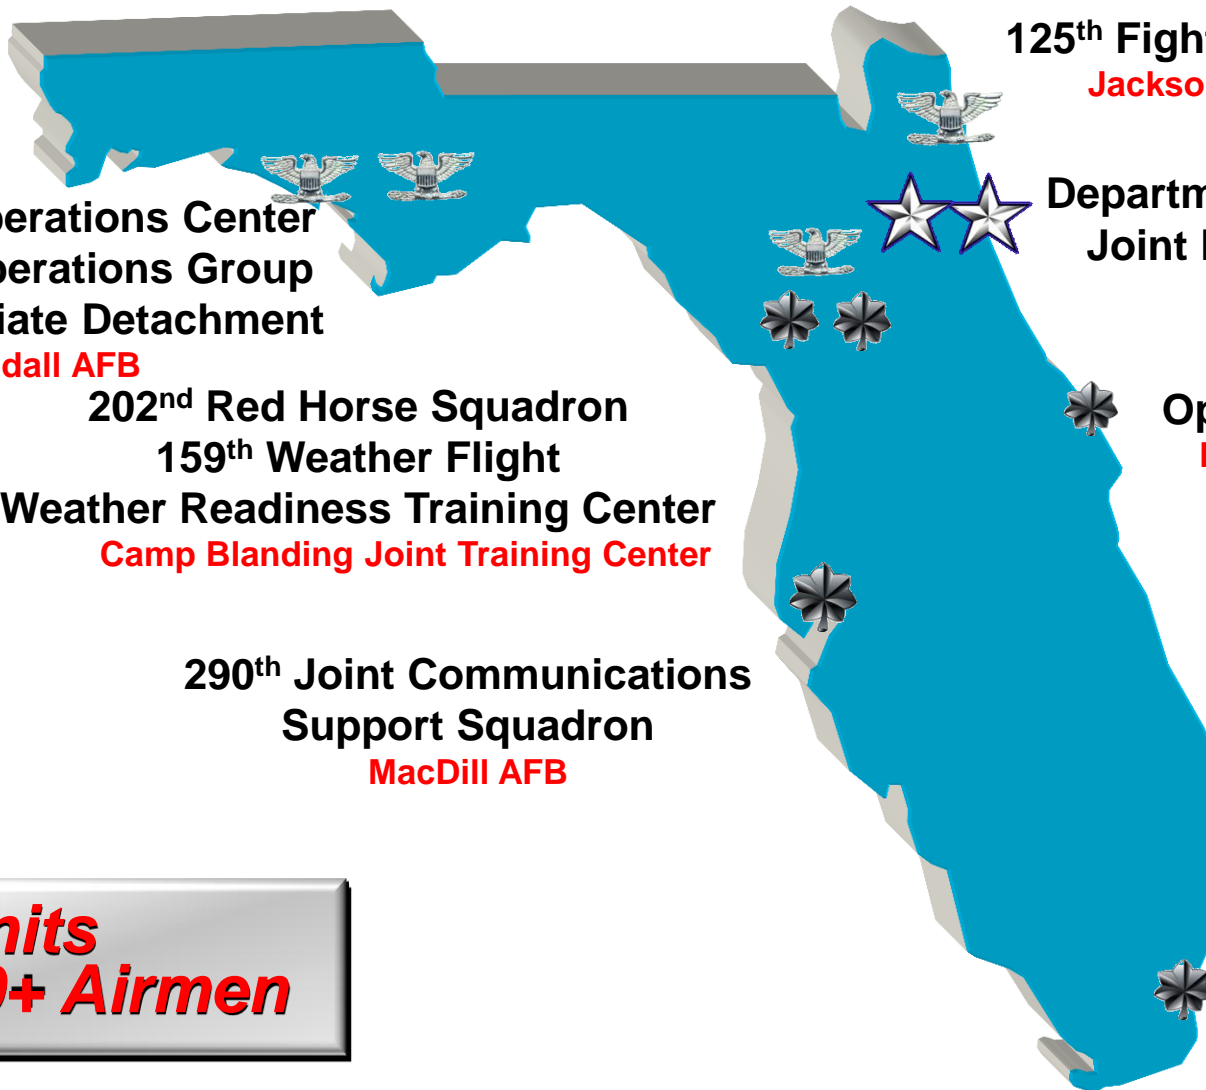 125th Fight
Jackso
Departm
Joint
perations Center
perations Group
iate Detachment
dall AFB
202nd Red Horse Squadron
159th Weather Flight
Weather Readiness Training Center
Camp Blanding Joint Training Center
Op
290th Joint Communications
Support Squadron
MacDill AFB
nits
+ Airmen